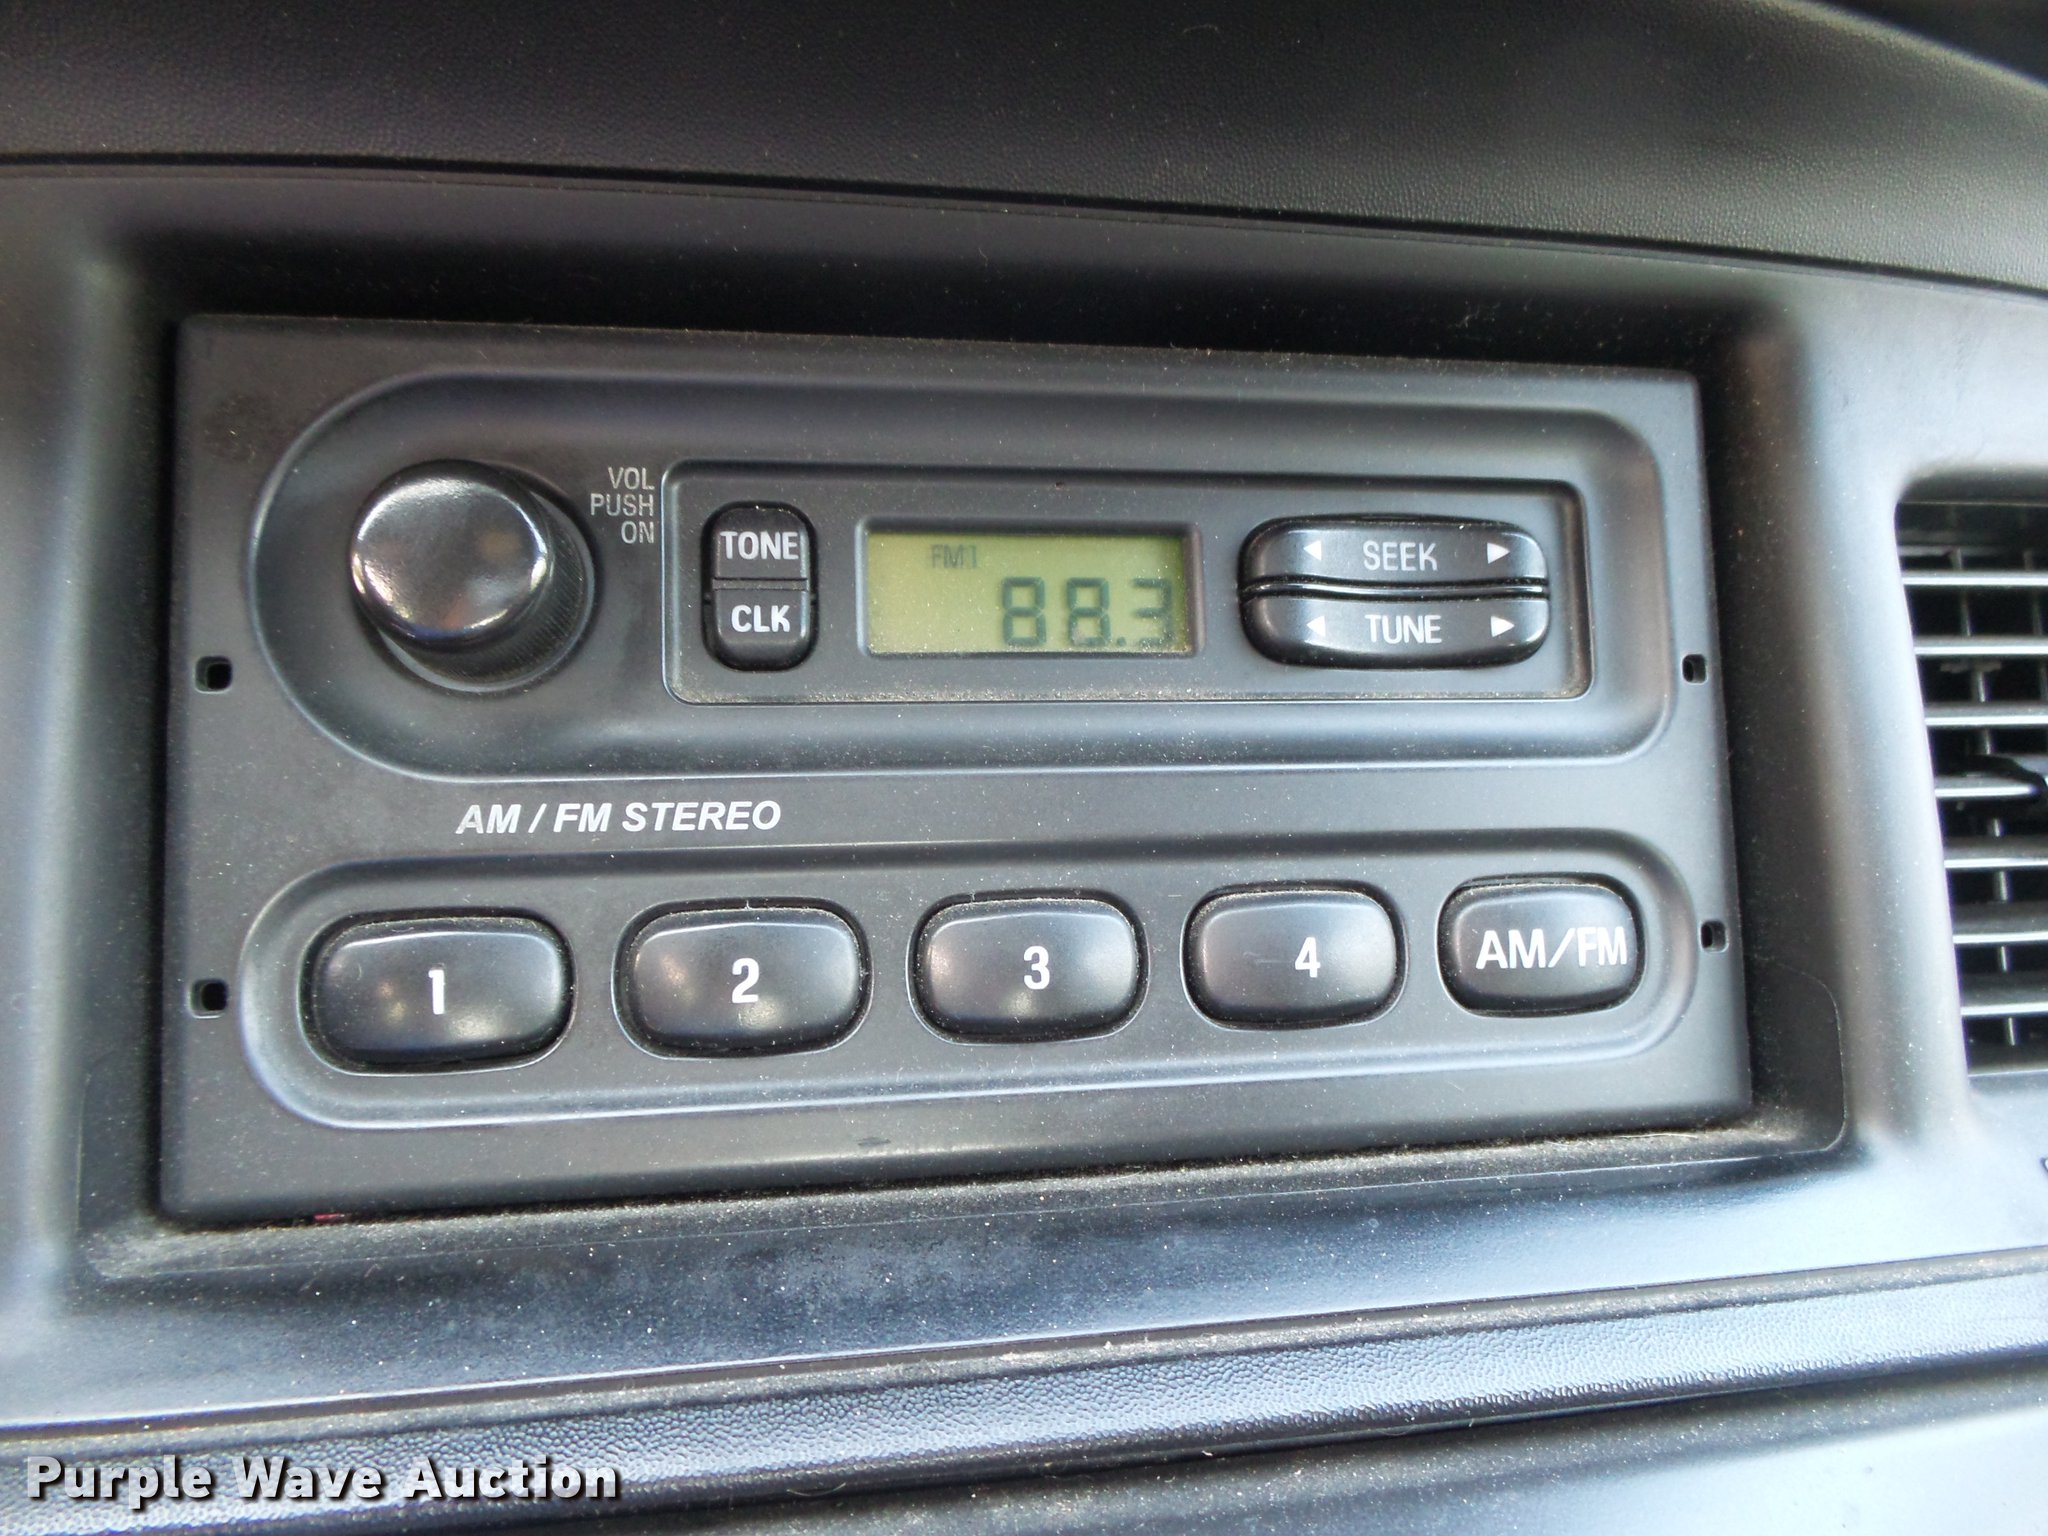 VOL
PUSH
ON
TONE
CLK
FM1
88.3
◄ SEEK ►
◄ TUNE ►
AM / FM STEREO
1 2 3 4 AM/FM
Purple Wave Auction